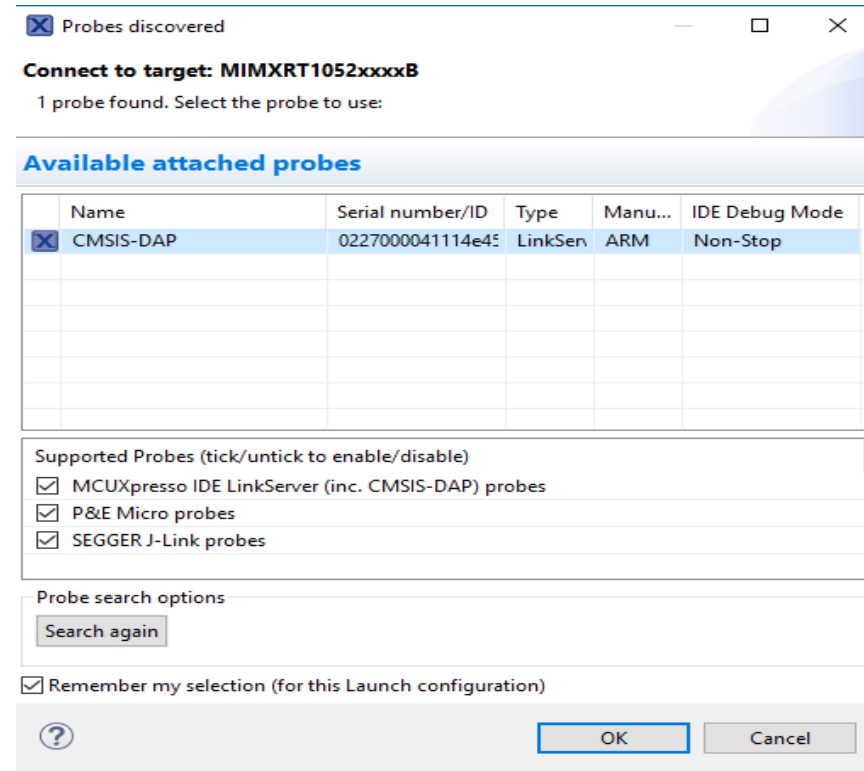 Probes discovered
Connect to target: MIMXRT1052xxxxB
1 probe found. Select the probe to use:
Available attached probes
Name Serial number/ID Type Manu... IDE Debug Mode
CMSIS-DAP 0227000041114e45 LinkServ ARM Non-Stop
Supported Probes (tick/untick to enable/disable)
MCUXpresso IDE LinkServer (inc. CMSIS-DAP) probes
P&E Micro probes
SEGGER J-Link probes
Probe search options
Search again
Remember my selection (for this Launch configuration)
? OK Cancel